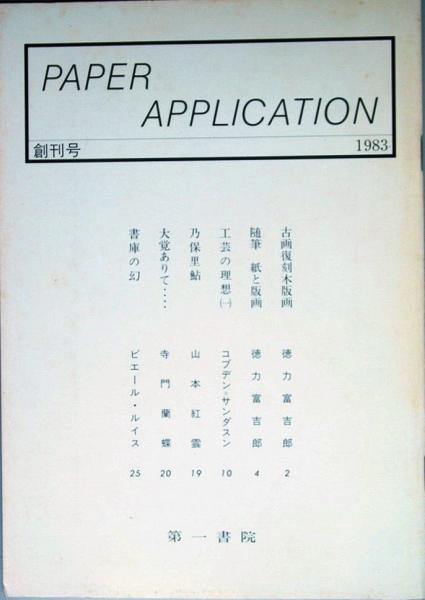 PAPER
APPLICATION
創刊号
1983
古画復刻木版画 徳力富吉郎 2
随筆 紙と版画 徳力富吉郎 4
工芸の理想㈠ コブデン=サンダスン 10
乃保里鮎 山本紅雲 19
大覚ありて‥‥ 寺門蘭蝶 20
書庫の幻 ピエール・ルイス 25
第一書院